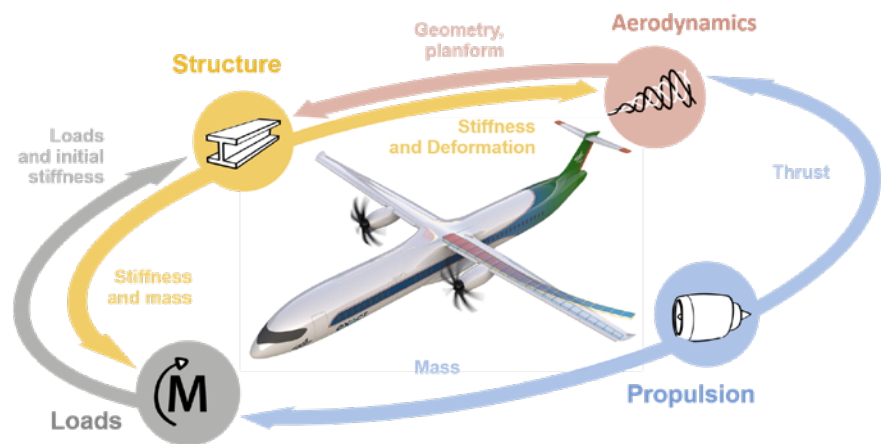 Geometry,
planform
Aerodynamics
Structure
Loads
and initial
stiffness
Stiffness
and Deformation
Thrust
Stiffness
and mass
Mass
Propulsion
Loads
M